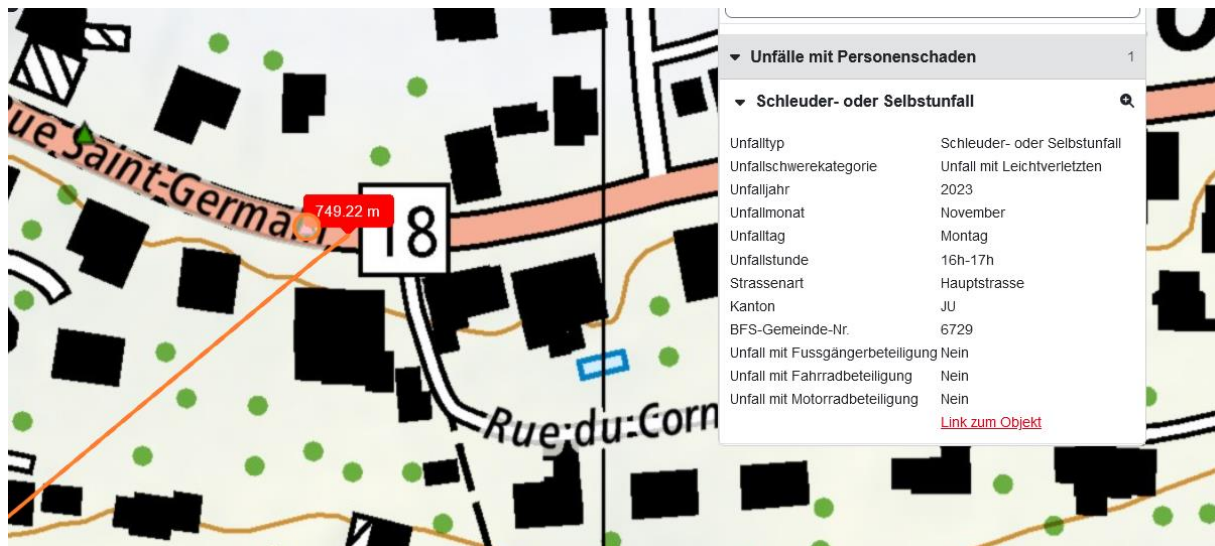 Rue Saint-Germain
749.22 m
18
Rue du Corn
Unfälle mit Personenschaden 1
Schleuder- oder Selbstunfall
Unfalltyp Schleuder- oder Selbstunfall
Unfallschwerekategorie Unfall mit Leichtverletzten
Unfalljahr 2023
Unfallmonat November
Unfalltag Montag
Unfallstunde 16h-17h
Strassenart Hauptstrasse
Kanton JU
BFS-Gemeinde-Nr. 6729
Unfall mit Fussgängerbeteiligung Nein
Unfall mit Fahrradbeteiligung Nein
Unfall mit Motorradbeteiligung Nein
Link zum Objekt